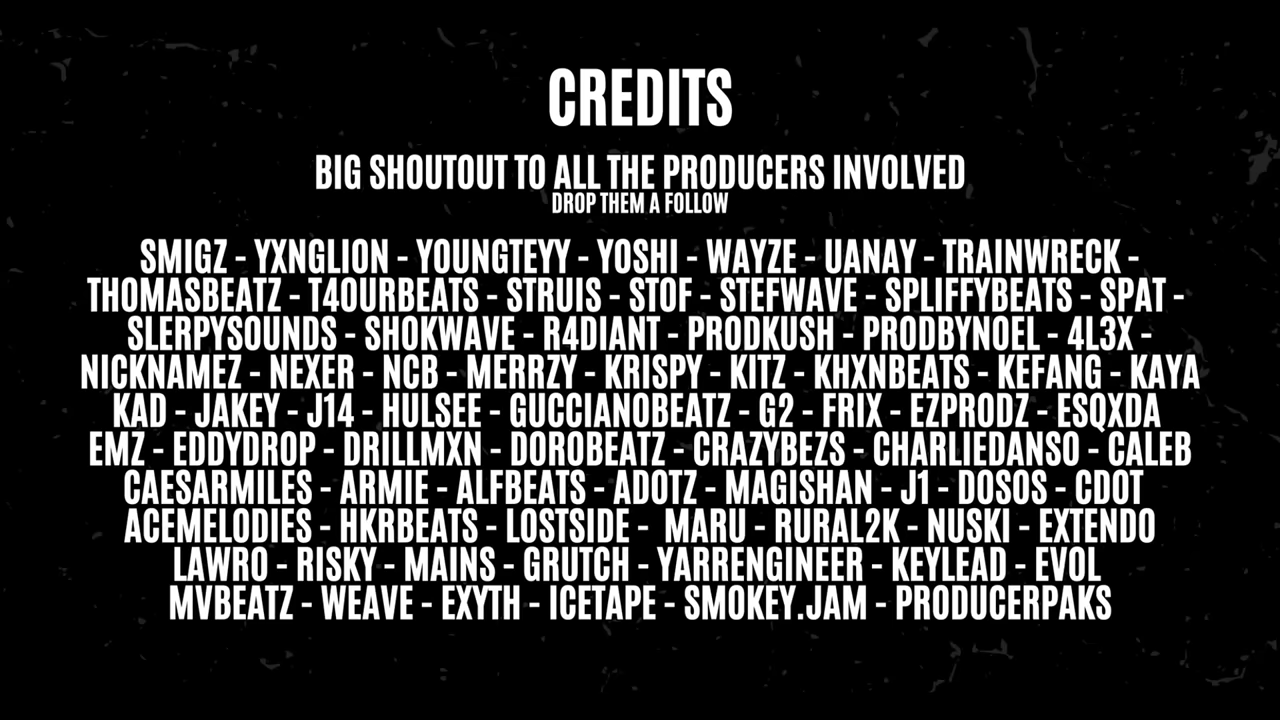 CREDITS
BIG SHOUTOUT TO ALL THE PRODUCERS INVOLVED
DROP THEM A FOLLOW
SMIGZ - YXNGLION - YOUNGTEYY - YOSHI - WAYZE - UANAY - TRAINWRECK -
THOMASBEATZ - T4OURBEATS - STRUIS - STOF - STEFWAVE - SPLIFFYBEATS - SPAT -
SLERPYSOUNDS - SHOKWAVE - R4DIANT - PRODKUSH - PRODBYNOEL - 4L3X -
NICKNAMEZ - NEXER - NCB - MERRZY - KRISPY - KITZ - KHXNBEATS - KEFANG - KAYA
KAD - JAKEY - J14 - HULSEE - GUCCIANOBEATZ - G2 - FRIX - EZPRODZ - ESQXDA
EMZ - EDDYDROP - DRILLMXN - DOROBEATZ - CRAZYBEZS - CHARLIEDANSO - CALEB
CAESARMILES - ARMIE - ALFBEATS - ADOTZ - MAGISHAN - J1 - DOSOS - CDOT
ACEMELODIES - HKRBEATS - LOSTSIDE - MARU - RURAL2K - NUSKI - EXTENDO
LAWRO - RISKY - MAINS - GRUTCH - YARRENGINEER - KEYLEAD - EVOL
MVBEATZ - WEAVE - EXYTH - ICETAPE - SMOKEY.JAM - PRODUCERPAKS